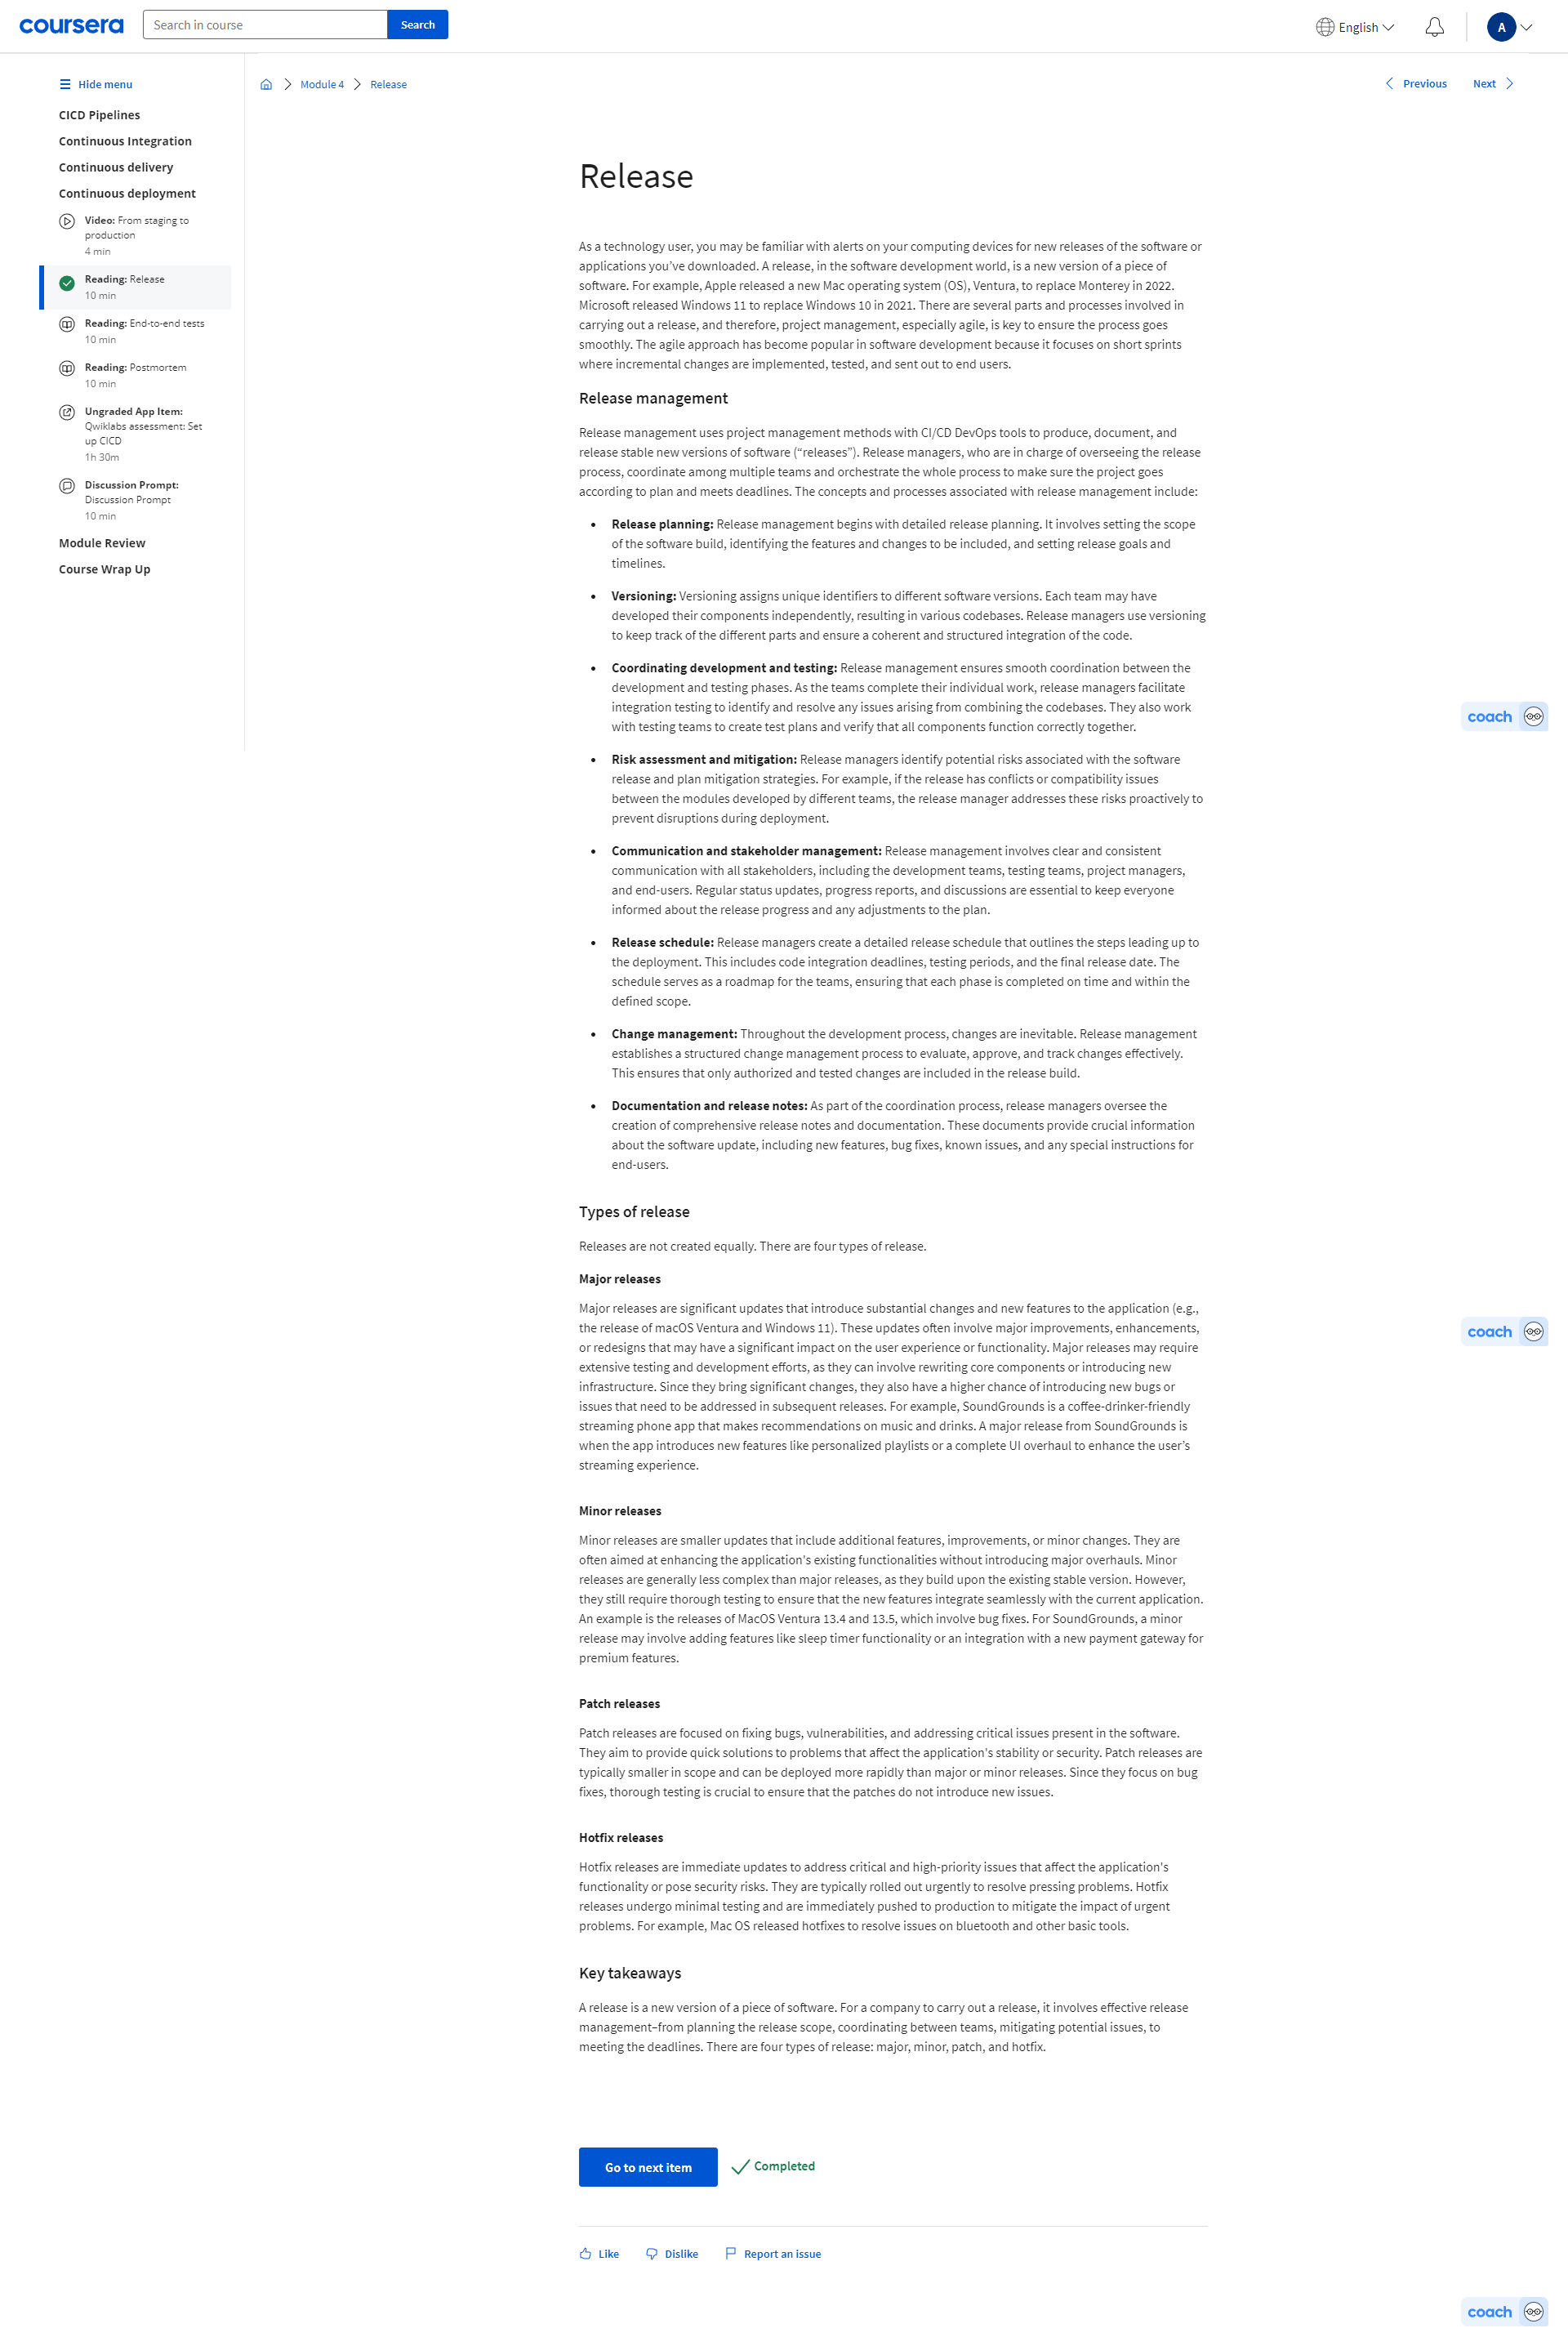 coursera
Search in course
Search
English
A
Hide menu
CICD Pipelines
Continuous Integration
Continuous delivery
Continuous deployment
Video: From staging to
production
4 min
Reading: Release
10 min
Reading: End-to-end tests
10 min
Reading: Postmortem
10 min
Ungraded App Item:
Qwiklabs assessment: Set
up CICD
1h 30m
Discussion Prompt:
Discussion Prompt
10 min
Module Review
Course Wrap Up
Module 4
Release
Previous
Next
Release
As a technology user, you may be familiar with alerts on your computing devices for new releases of the software or
applications you’ve downloaded. A release, in the software development world, is a new version of a piece of
software. For example, Apple released a new Mac operating system (OS), Ventura, to replace Monterey in 2022.
Microsoft released Windows 11 to replace Windows 10 in 2021. There are several parts and processes involved in
carrying out a release, and therefore, project management, especially agile, is key to ensure the process goes
smoothly. The agile approach has become popular in software development because it focuses on short sprints
where incremental changes are implemented, tested, and sent out to end users.
Release management
Release management uses project management methods with CI/CD DevOps tools to produce, document, and
release stable new versions of software (“releases”). Release managers, who are in charge of overseeing the release
process, coordinate among multiple teams and orchestrate the whole process to make sure the project goes
according to plan and meets deadlines. The concepts and processes associated with release management include:
• Release planning: Release management begins with detailed release planning. It involves setting the scope
of the software build, identifying the features and changes to be included, and setting release goals and
timelines.
• Versioning: Versioning assigns unique identifiers to different software versions. Each team may have
developed their components independently, resulting in various codebases. Release managers use versioning
to keep track of the different parts and ensure a coherent and structured integration of the code.
• Coordinating development and testing: Release management ensures smooth coordination between the
development and testing phases. As the teams complete their individual work, release managers facilitate
integration testing to identify and resolve any issues arising from combining the codebases. They also work
with testing teams to create test plans and verify that all components function correctly together.
• Risk assessment and mitigation: Release managers identify potential risks associated with the software
release and plan mitigation strategies. For example, if the release has conflicts or compatibility issues
between the modules developed by different teams, the release manager addresses these risks proactively to
prevent disruptions during deployment.
• Communication and stakeholder management: Release management involves clear and consistent
communication with all stakeholders, including the development teams, testing teams, project managers,
and end-users. Regular status updates, progress reports, and discussions are essential to keep everyone
informed about the release progress and any adjustments to the plan.
• Release schedule: Release managers create a detailed release schedule that outlines the steps leading up to
the deployment. This includes code integration deadlines, testing periods, and the final release date. The
schedule serves as a roadmap for the teams, ensuring that each phase is completed on time and within the
defined scope.
• Change management: Throughout the development process, changes are inevitable. Release management
establishes a structured change management process to evaluate, approve, and track changes effectively.
This ensures that only authorized and tested changes are included in the release build.
• Documentation and release notes: As part of the coordination process, release managers oversee the
creation of comprehensive release notes and documentation. These documents provide crucial information
about the software update, including new features, bug fixes, known issues, and any special instructions for
end-users.
Types of release
Releases are not created equally. There are four types of release.
Major releases
Major releases are significant updates that introduce substantial changes and new features to the application (e.g.,
the release of macOS Ventura and Windows 11). These updates often involve major improvements, enhancements,
or redesigns that may have a significant impact on the user experience or functionality. Major releases may require
extensive testing and development efforts, as they can involve rewriting core components or introducing new
infrastructure. Since they bring significant changes, they also have a higher chance of introducing new bugs or
issues that need to be addressed in subsequent releases. For example, SoundGrounds is a coffee-drinker-friendly
streaming phone app that makes recommendations on music and drinks. A major release from SoundGrounds is
when the app introduces new features like personalized playlists or a complete UI overhaul to enhance the user’s
streaming experience.
Minor releases
Minor releases are smaller updates that include additional features, improvements, or minor changes. They are
often aimed at enhancing the application's existing functionalities without introducing major overhauls. Minor
releases are generally less complex than major releases, as they build upon the existing stable version. However,
they still require thorough testing to ensure that the new features integrate seamlessly with the current application.
An example is the releases of MacOS Ventura 13.4 and 13.5, which involve bug fixes. For SoundGrounds, a minor
release may involve adding features like sleep timer functionality or an integration with a new payment gateway for
premium features.
Patch releases
Patch releases are focused on fixing bugs, vulnerabilities, and addressing critical issues present in the software.
They aim to provide quick solutions to problems that affect the application's stability or security. Patch releases are
typically smaller in scope and can be deployed more rapidly than major or minor releases. Since they focus on bug
fixes, thorough testing is crucial to ensure that the patches do not introduce new issues.
Hotfix releases
Hotfix releases are immediate updates to address critical and high-priority issues that affect the application's
functionality or pose security risks. They are typically rolled out urgently to resolve pressing problems. Hotfix
releases undergo minimal testing and are immediately pushed to production to mitigate the impact of urgent
problems. For example, Mac OS released hotfixes to resolve issues on bluetooth and other basic tools.
Key takeaways
A release is a new version of a piece of software. For a company to carry out a release, it involves effective release
management–from planning the release scope, coordinating between teams, mitigating potential issues, to
meeting the deadlines. There are four types of release: major, minor, patch, and hotfix.
Go to next item
Completed
Like
Dislike
Report an issue
coach
coach
coach